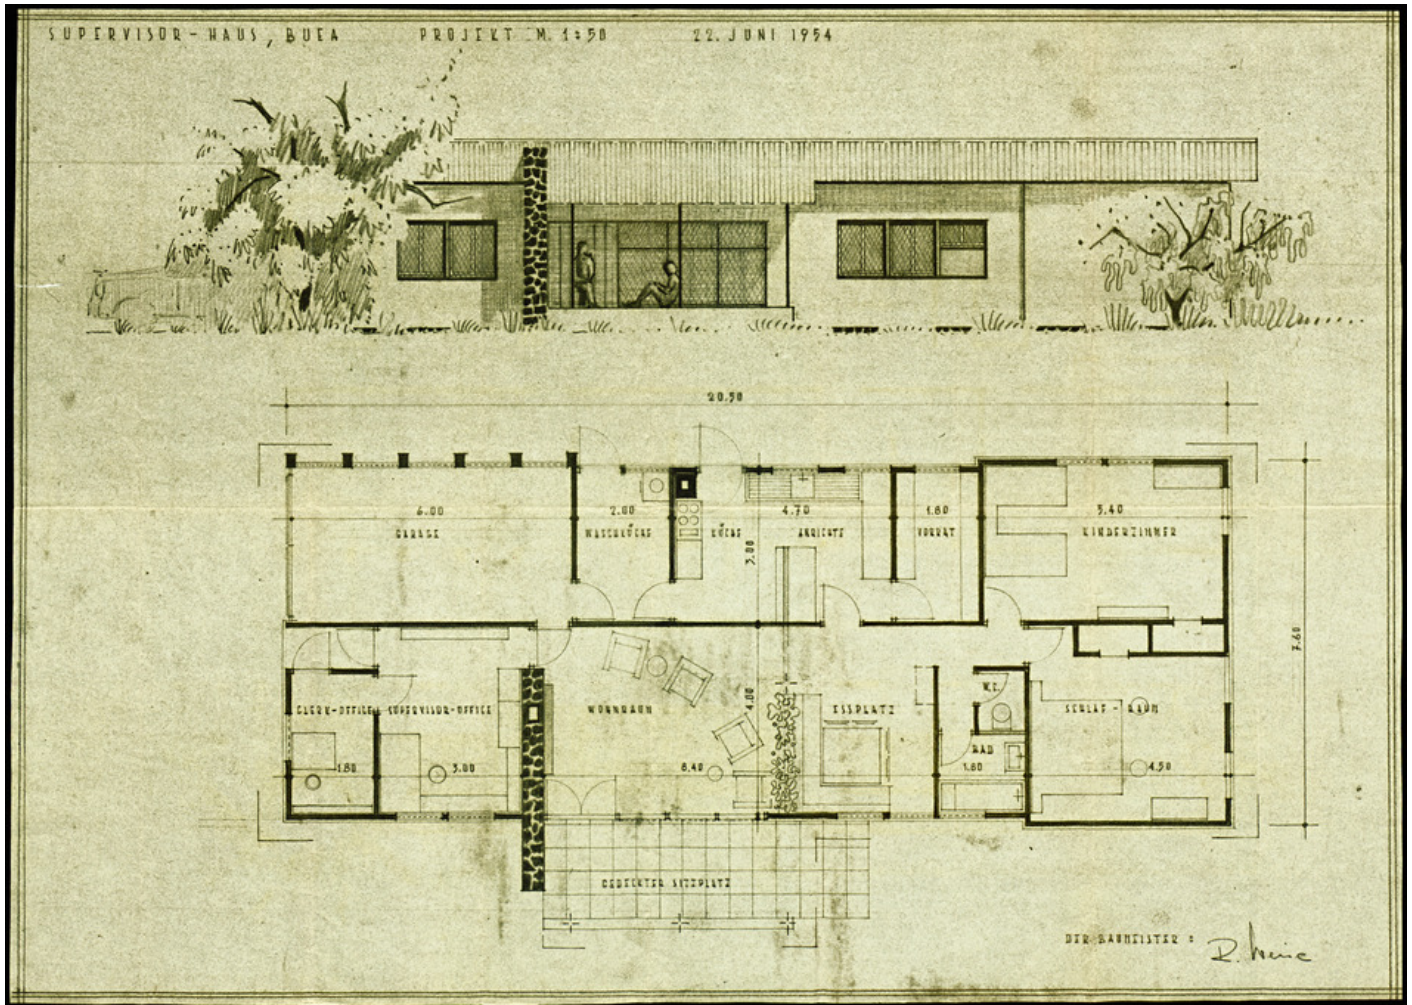 SUPERVISOR-HAUS, BUEA PROJEKT M. 1:50 22. JUNI 1954
20.50
6.00 2.00 4.70 1.80 5.40
GARAGE WASCHKÜCHE KÜCHE ANRICHTE VORRAT KINDERZIMMER
3.00
7.60
W.C.
4.00
CLERK-OFFICE SUPERVISOR-OFFICE WOHNRAUM ESSPLATZ SCHLAF-RAUM
BAD
1.80 3.00 8.40 1.80 4.50
GEDECKTER SITZPLATZ
DER BAUMEISTER: